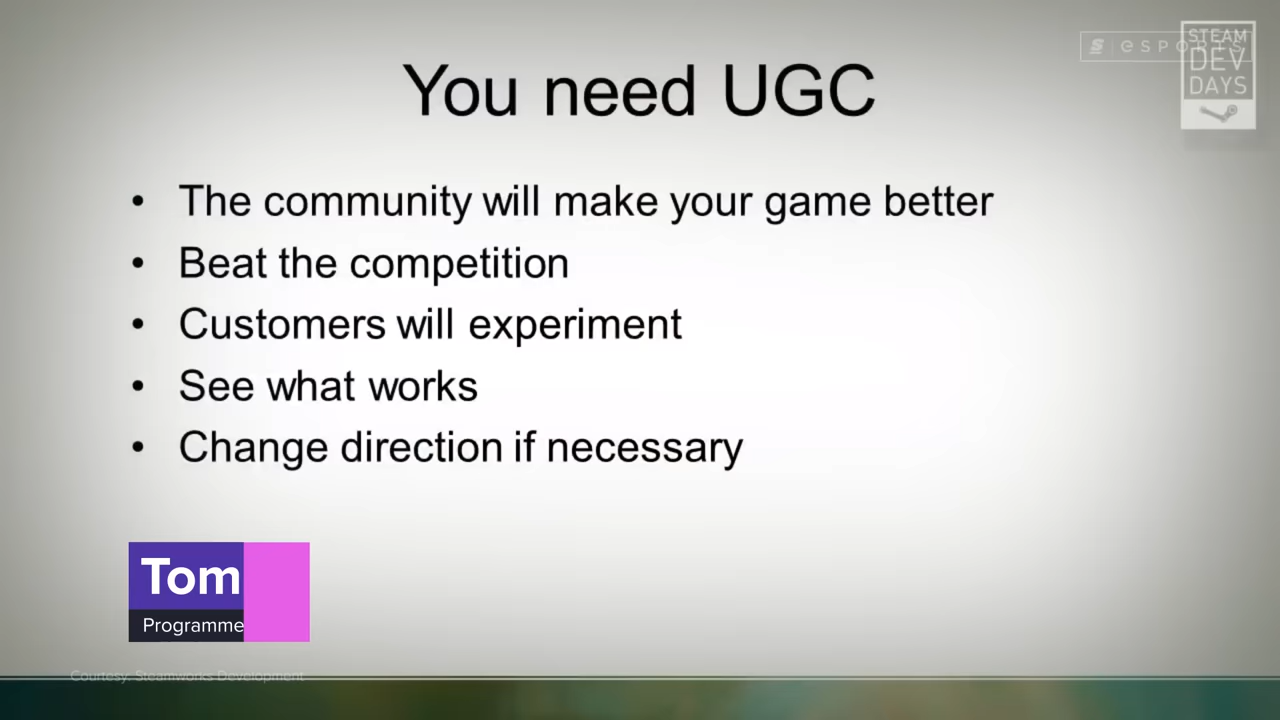 You need UGC
STEAM
DEV
DAYS
eSPORTS
• The community will make your game better
• Beat the competition
• Customers will experiment
• See what works
• Change direction if necessary
Tom
Programme
Courtesy: Steamworks Development